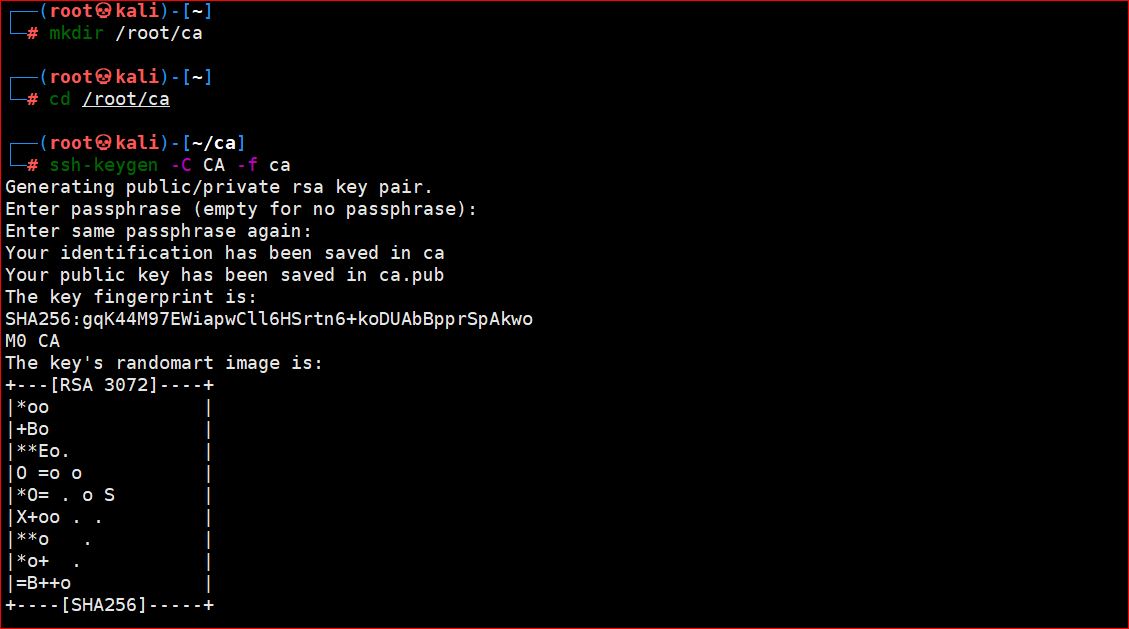 ┌──(root💀kali)-[~]
└─# mkdir /root/ca
┌──(root💀kali)-[~]
└─# cd /root/ca
┌──(root💀kali)-[~/ca]
└─# ssh-keygen -C CA -f ca
Generating public/private rsa key pair.
Enter passphrase (empty for no passphrase):
Enter same passphrase again:
Your identification has been saved in ca
Your public key has been saved in ca.pub
The key fingerprint is:
SHA256:gqK44M97EWiapwCll6HSrtn6+koDUAbBpprSpAkwo
M0 CA
The key's randomart image is:
+---[RSA 3072]----+
|*oo              |
|+Bo              |
|**Eo.            |
|O =o o           |
|*O= . o S        |
|X+oo . .         |
|**o   .          |
|*o+  .           |
|=B++o            |
+----[SHA256]-----+